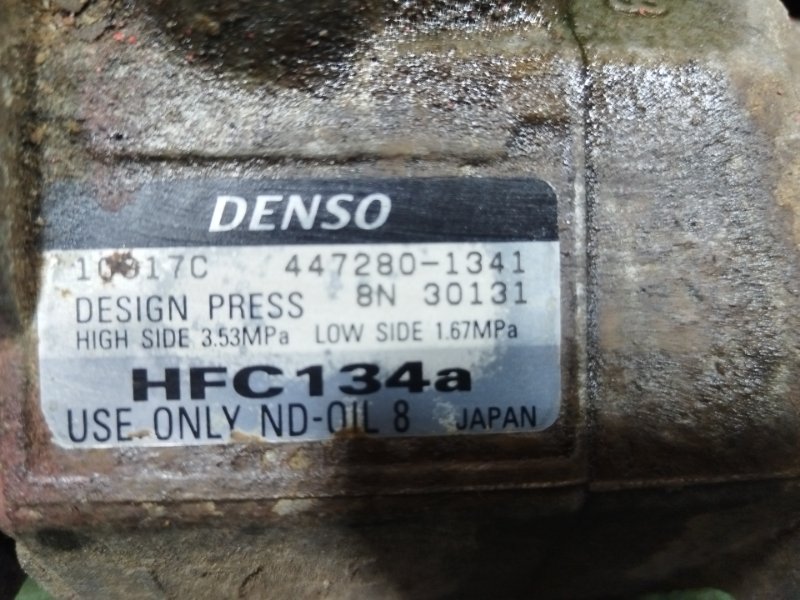 DENSO
447280-1341
DESIGN PRESS 8N 30131
HIGH SIDE 3.53MPa LOW SIDE 1.67MPa
HFC134a
USE ONLY ND-OIL 8 JAPAN